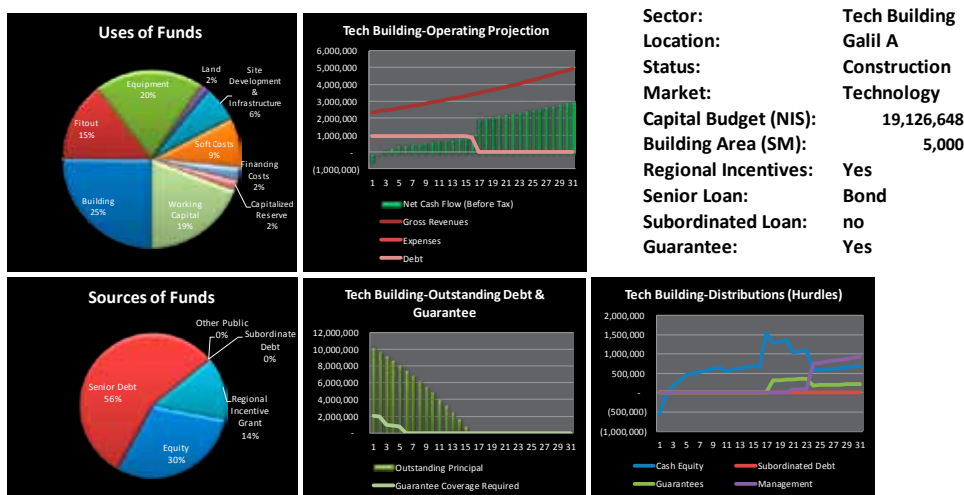 Uses of Funds
Land
2%
Site
Development
&
Infrastructure
6%
Equipment
20%
Fitout
15%
Soft Costs
9%
Financing
Costs
2%
Capitalized
Reserve
2%
Building
25%
Working
Capital
19%
Tech Building-Operating Projection
6,000,000
5,000,000
4,000,000
3,000,000
2,000,000
1,000,000
-
(1,000,000)
1 3 5 7 9 11 13 15 17 19 21 23 25 27 29 31
Net Cash Flow (Before Tax)
Gross Revenues
Expenses
Debt
Sector: Tech Building
Location: Galil A
Status: Construction
Market: Technology
Capital Budget (NIS): 19,126,648
Building Area (SM): 5,000
Regional Incentives: Yes
Senior Loan: Bond
Subordinated Loan: no
Guarantee: Yes
Sources of Funds
Other Public
0%
Subordinate
Debt
0%
Senior Debt
56%
Regional
Incentive
Grant
14%
Equity
30%
Tech Building-Outstanding Debt &
Guarantee
12,000,000
10,000,000
8,000,000
6,000,000
4,000,000
2,000,000
-
1 3 5 7 9 11 13 15 17 19 21 23 25 27 29 31
Outstanding Principal
Guarantee Coverage Required
Tech Building-Distributions (Hurdles)
2,000,000
1,500,000
1,000,000
500,000
-
(500,000)
(1,000,000)
1 3 5 7 9 11 13 15 17 19 21 23 25 27 29 31
Cash Equity
Subordinated Debt
Guarantees
Management